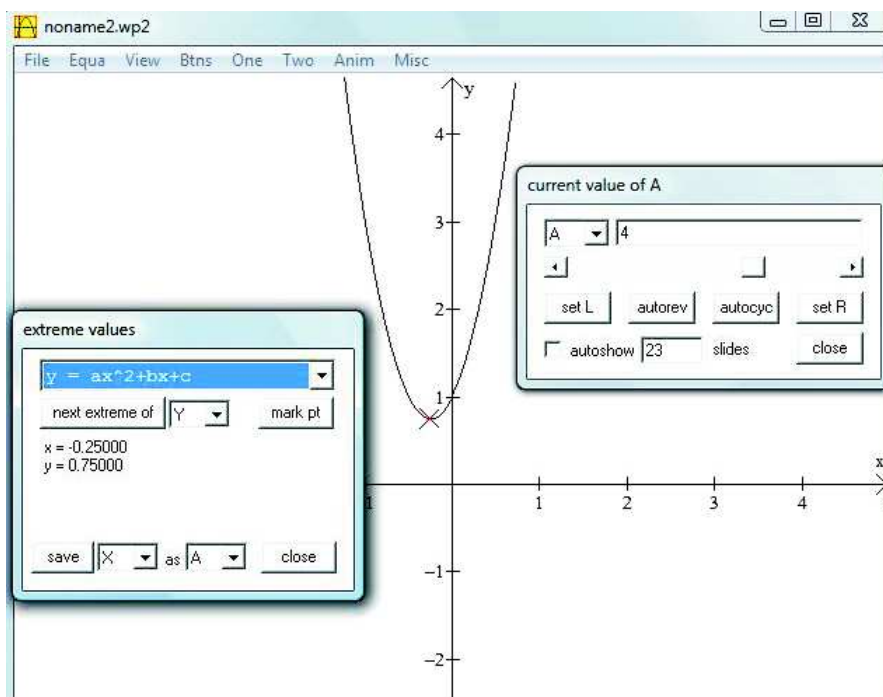 noname2.wp2
File Equa View Btns One Two Anim Misc
y
4
3
2
1
x
1 1 2 3 4
-1
-2
current value of A
A 4
set L autorev autocyc set R
autoshow 23 slides close
extreme values
y = ax^2+bx+c
next extreme of Y mark pt
x = -0.25000
y = 0.75000
save X as A close